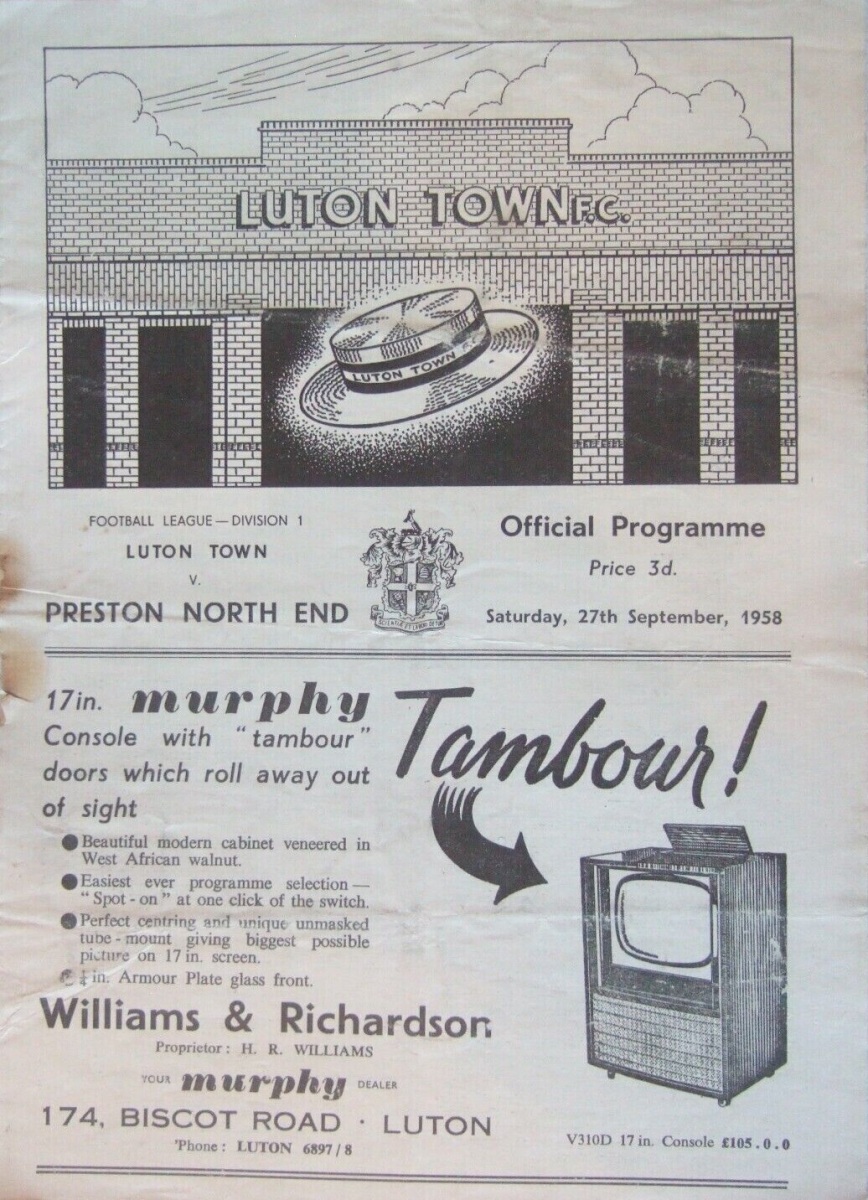 LUTON TOWN F.C.
LUTON TOWN
FOOTBALL LEAGUE — DIVISION 1
LUTON TOWN
v.
PRESTON NORTH END
Official Programme
Price 3d.
Saturday, 27th September, 1958
17in. murphy
Console with "tambour"
doors which roll away out
of sight
Tambour!
● Beautiful modern cabinet veneered in
West African walnut.
● Easiest ever programme selection —
"Spot - on" at one click of the switch.
● Perfect centring and unique unmasked
tube - mount giving biggest possible
picture on 17 in. screen.
● ¼ in. Armour Plate glass front.
Williams & Richardson
Proprietor : H. R. WILLIAMS
YOUR murphy DEALER
174, BISCOT ROAD · LUTON
'Phone : LUTON 6897 / 8
V310D 17 in. Console £105 . 0 . 0